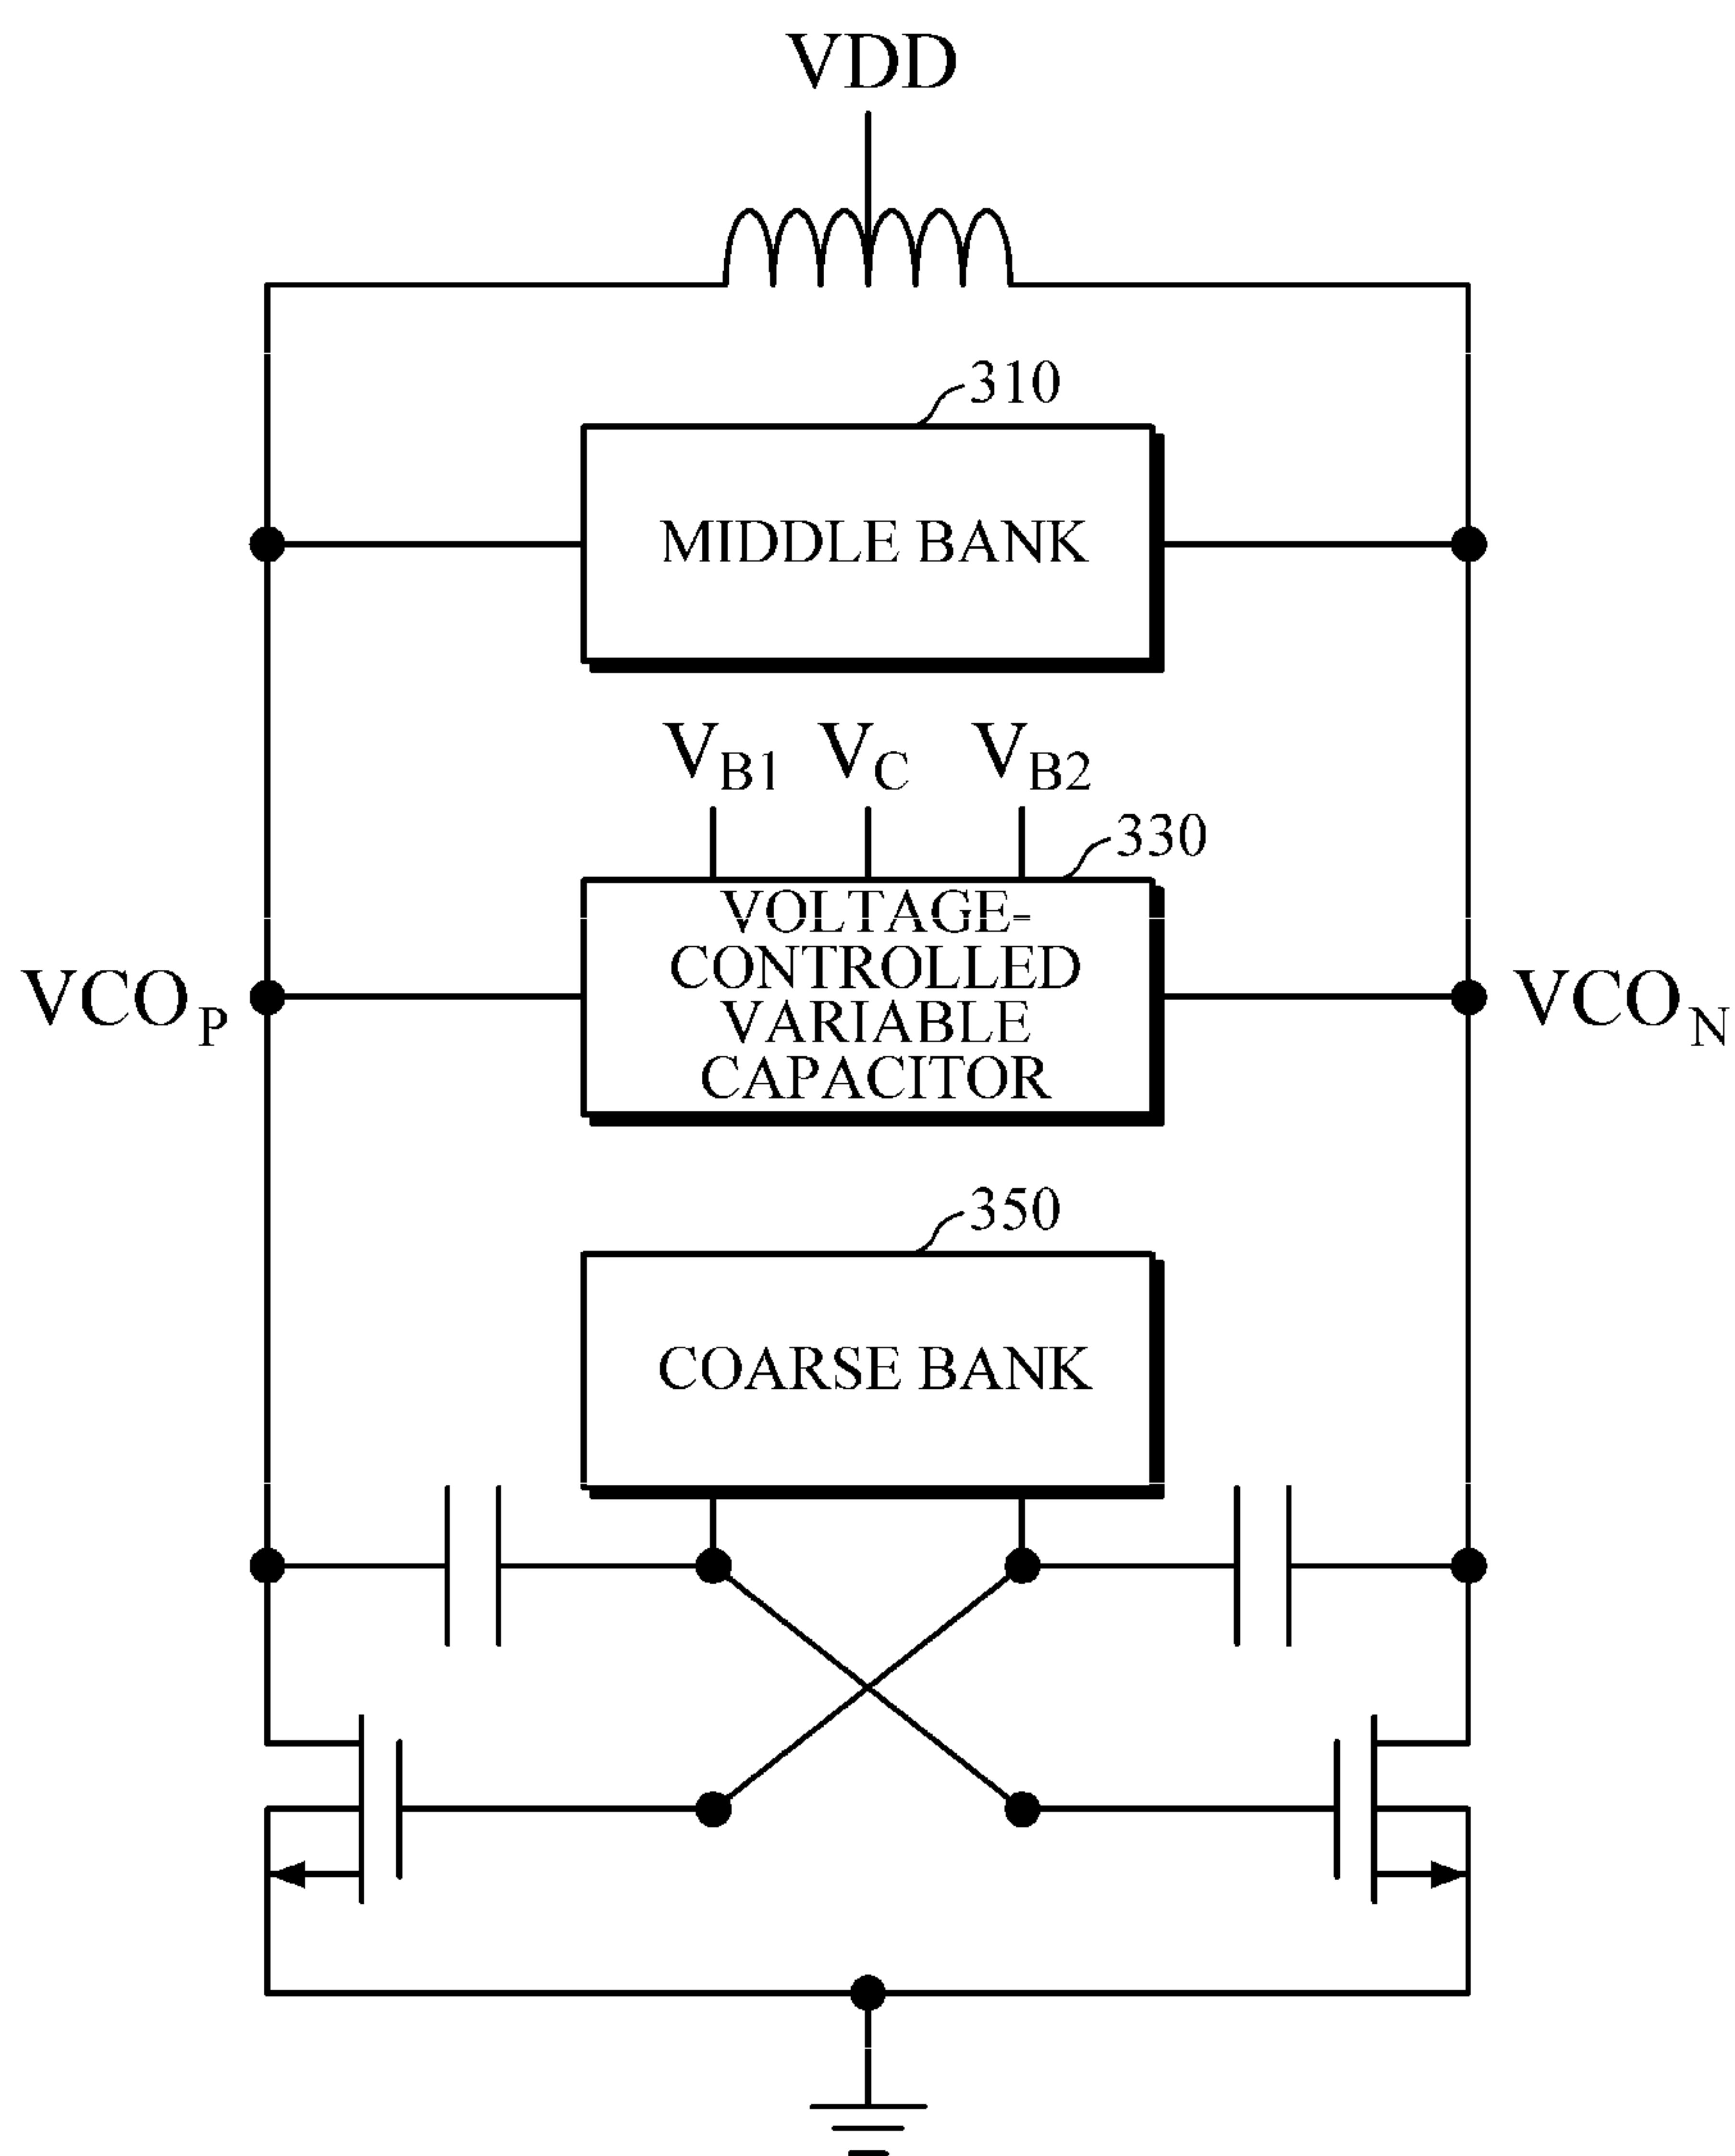 VDD
310
MIDDLE BANK
VB1 VC VB2
330
VOLTAGE-
CONTROLLED
VARIABLE
CAPACITOR
VCOP
VCON
350
COARSE BANK